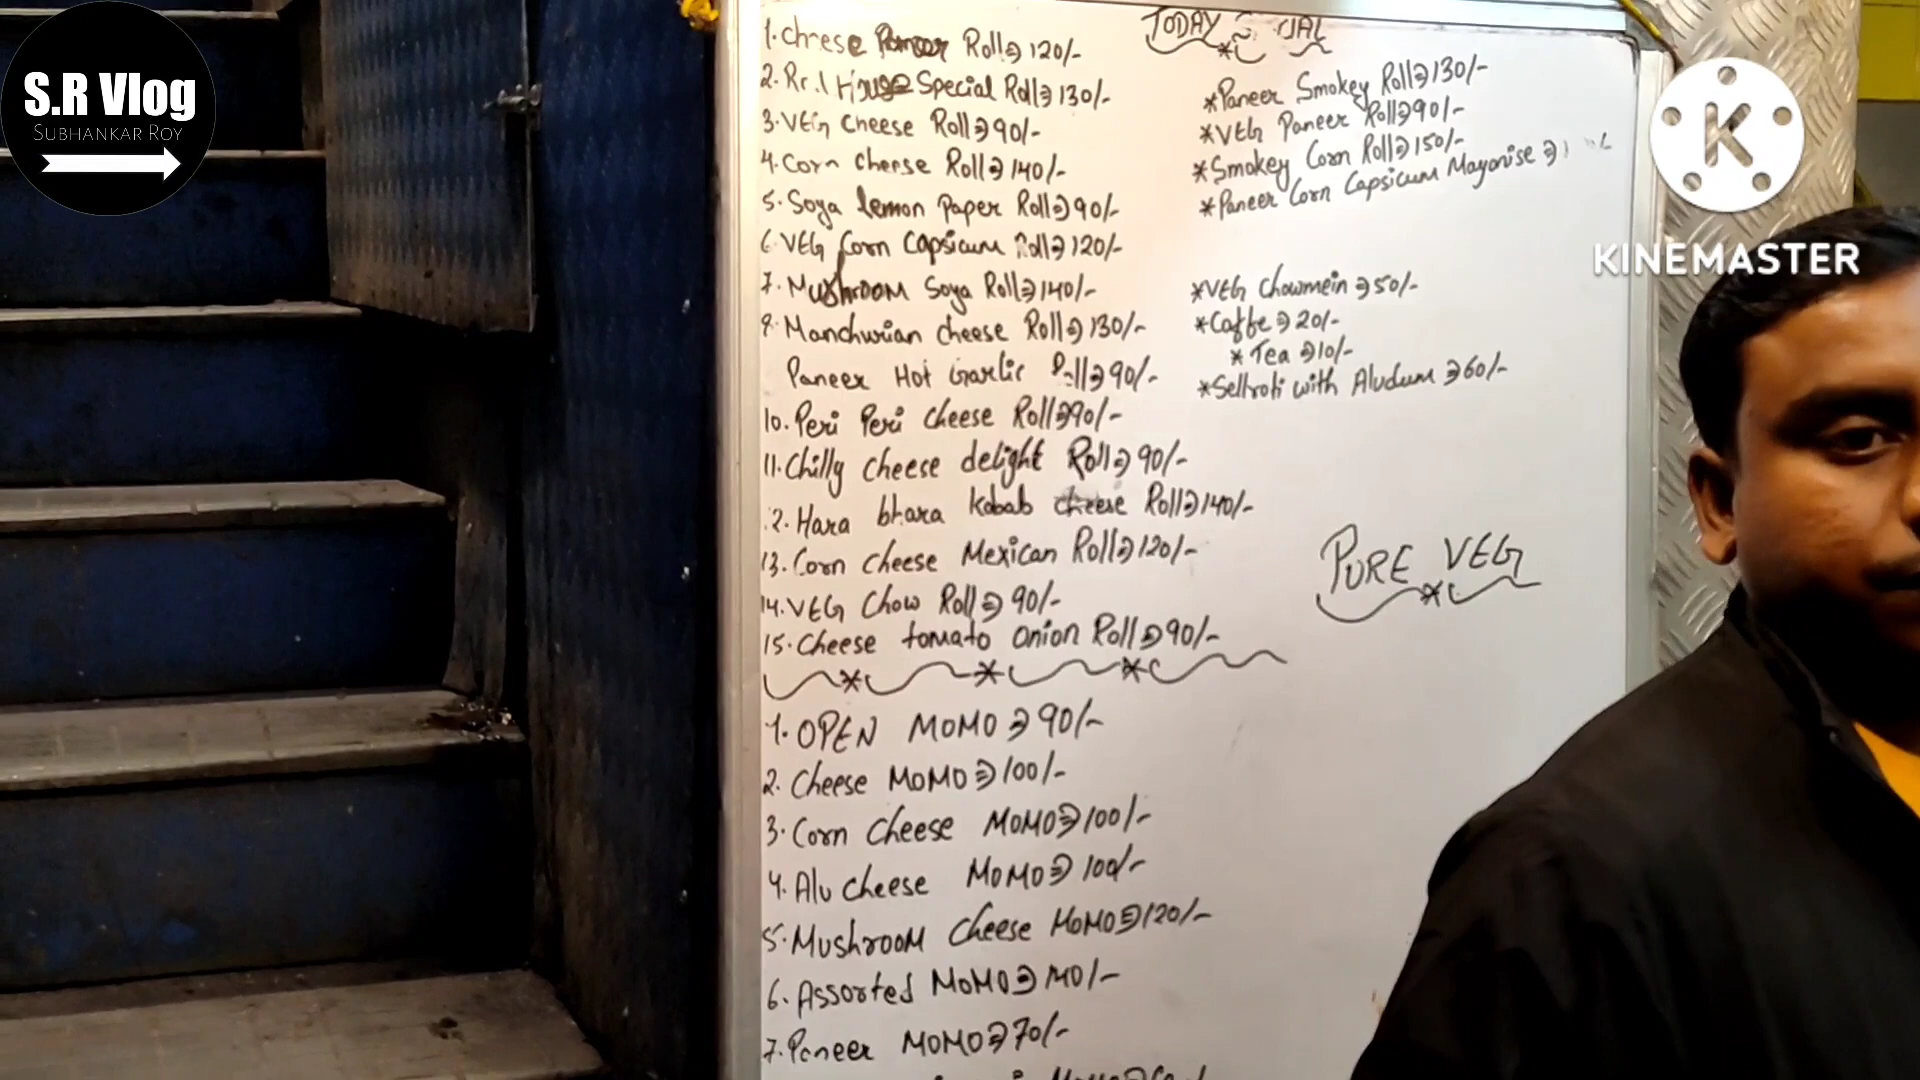 S.R Vlog
SUBHANKAR ROY
1. Cheese Paneer Roll 120/-
2. Special Roll 130/-
3. VEG Cheese Roll 90/-
4. Corn Cheese Roll 140/-
5. Soya lemon Paper Roll 90/-
6. VEG Corn Capsicum Roll 120/-
7. Mushroom Soya Roll 140/-
8. Manchurian Cheese Roll 130/-
Paneer Hot Garlic Roll 90/-
10. Peri Peri Cheese Roll 90/-
11. Chilly Cheese delight Roll 90/-
12. Hara bhara Kabab Cheese Roll 140/-
13. Corn Cheese Mexican Roll 120/-
14. VEG Chow Roll 90/-
15. Cheese tomato Onion Roll 90/-
1. OPEN MOMO 90/-
2. Cheese MOMO 100/-
3. Corn Cheese MOMO 100/-
4. Alu Cheese MOMO 100/-
5. Mushroom Cheese MOMO 120/-
6. Assorted MOMO 140/-
7. Paneer MOMO 70/-
TODAY
* Paneer Smokey Roll 130/-
* VEG Paneer Roll 90/-
* Smokey Corn Roll 150/-
* Paneer Corn Capsicum Mayonise
* VEG Chowmein 50/-
* Caffe 20/-
* Tea 10/-
* Sellroti with Aludum 60/-
PURE VEG
K
KINEMASTER